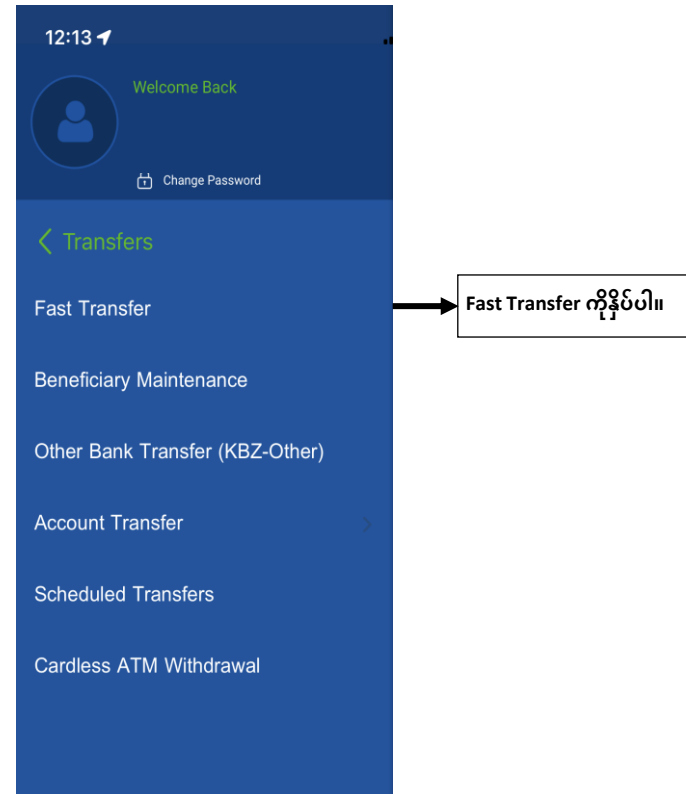 12:13
Welcome Back
Change Password
Transfers
Fast Transfer
Fast Transfer ကိုနှိပ်ပါ။
Beneficiary Maintenance
Other Bank Transfer (KBZ-Other)
Account Transfer
Scheduled Transfers
Cardless ATM Withdrawal